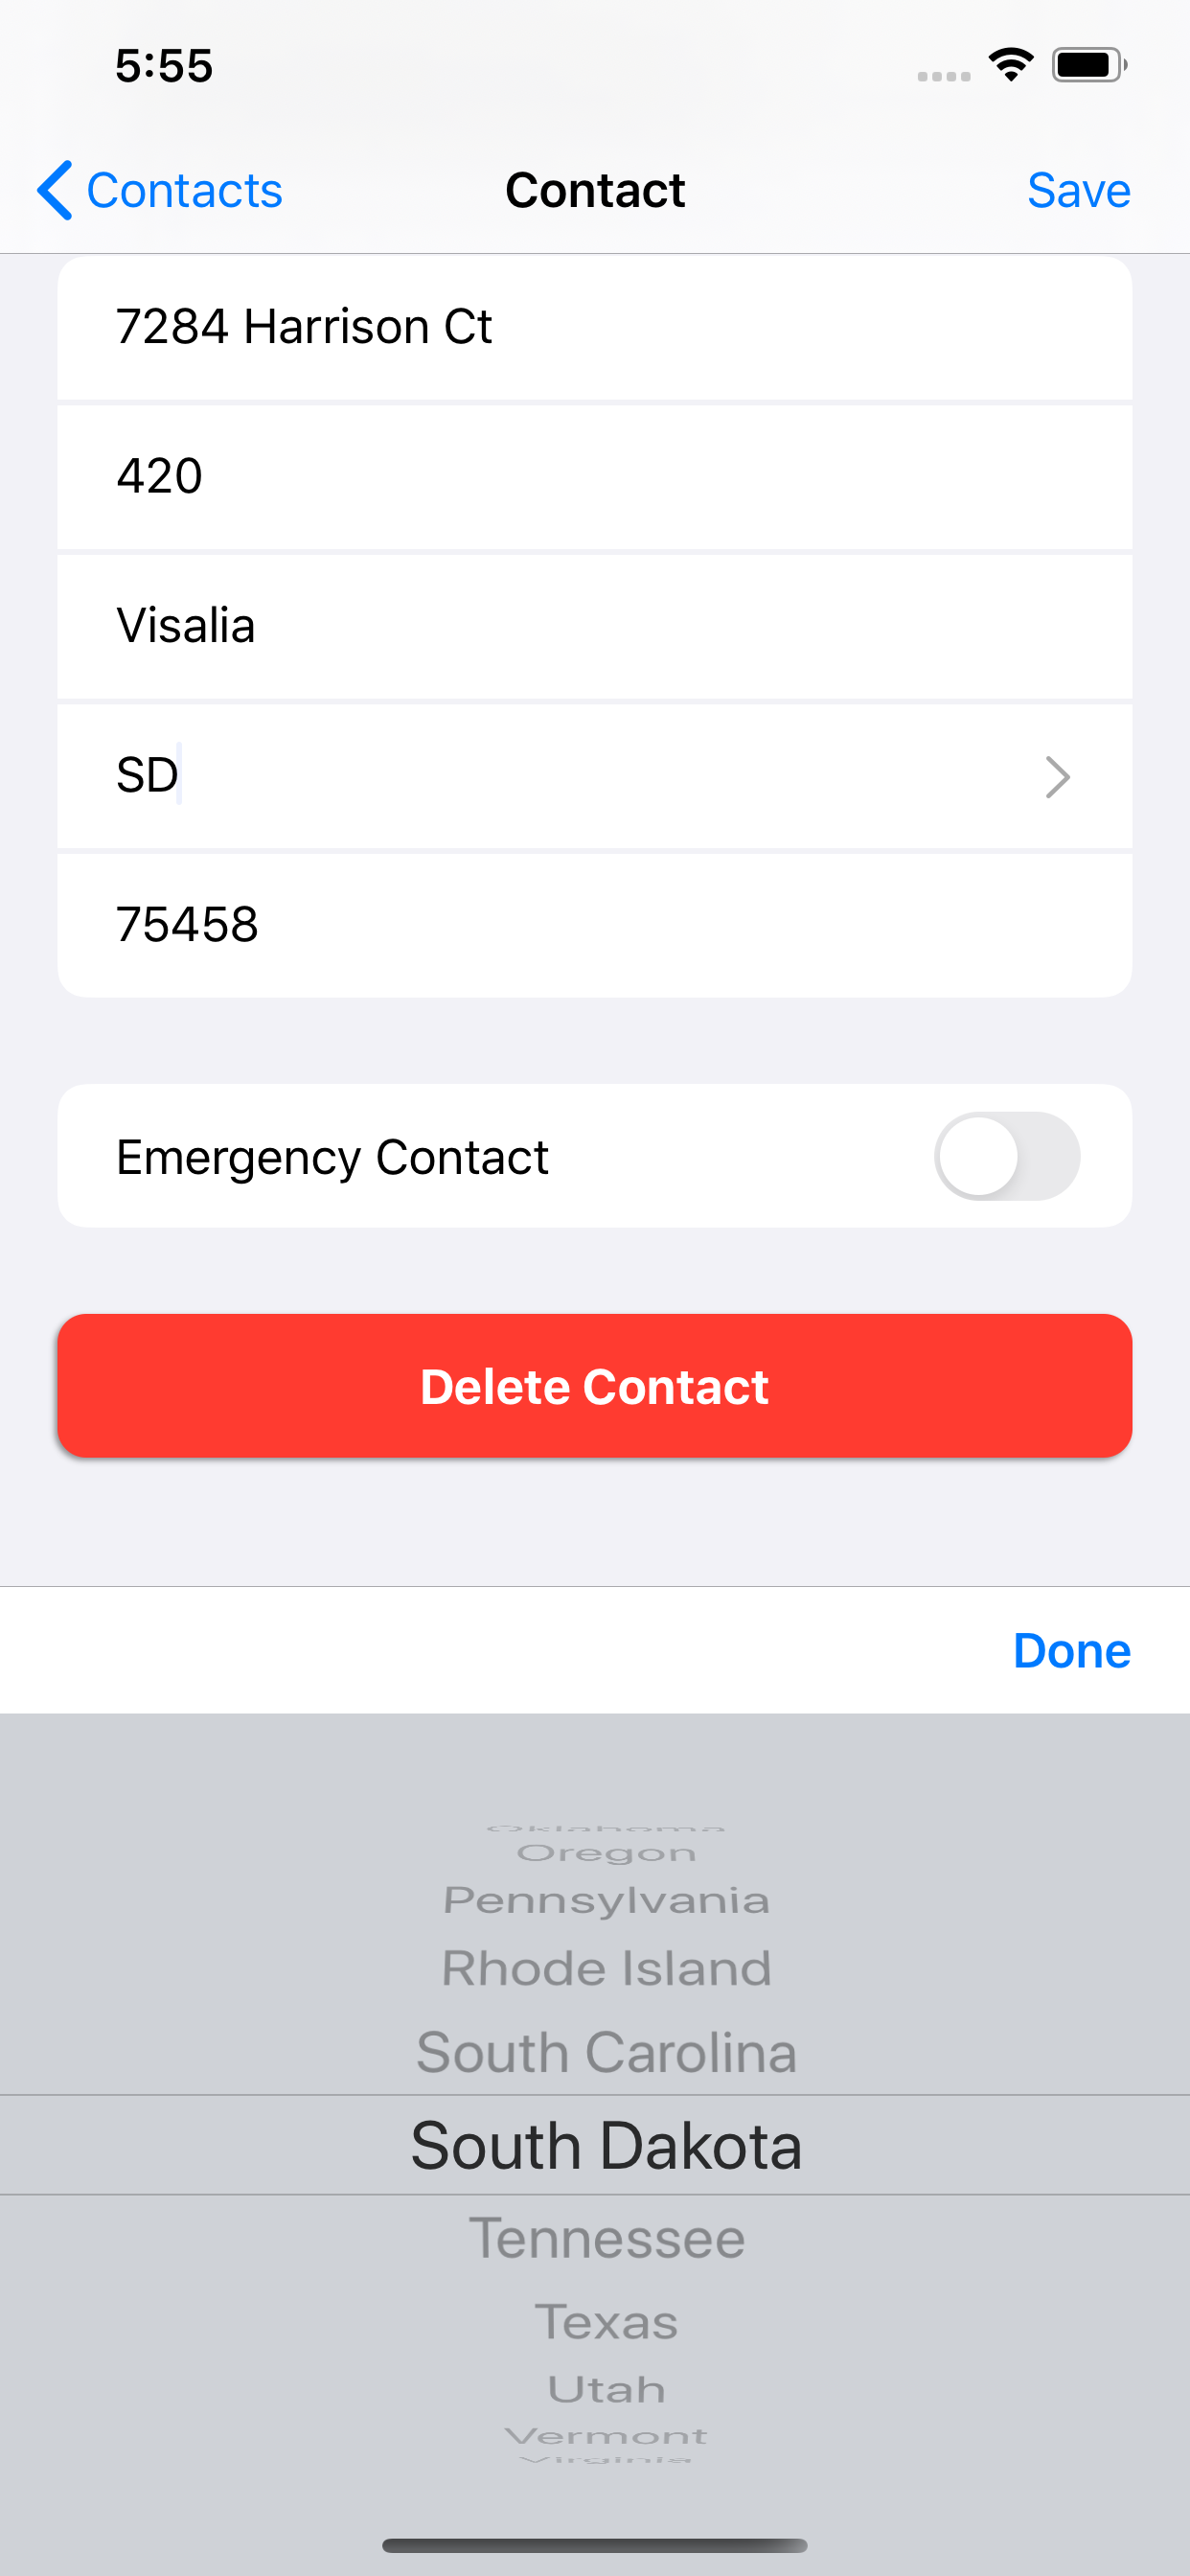 5:55
Contacts
Contact
Save
7284 Harrison Ct
420
Visalia
SD
75458
Emergency Contact
Delete Contact
Done
Oklahoma
Oregon
Pennsylvania
Rhode Island
South Carolina
South Dakota
Tennessee
Texas
Utah
Vermont
Virginia